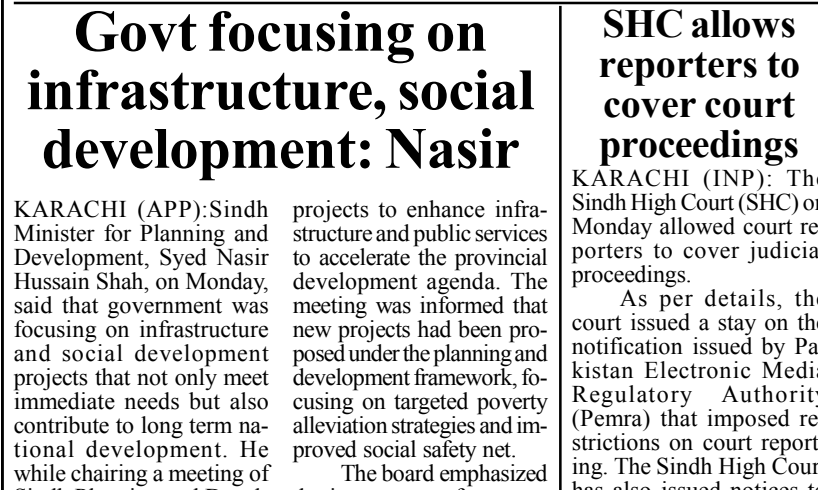 Govt focusing on
infrastructure, social
development: Nasir
KARACHI (APP):Sindh
Minister for Planning and
Development, Syed Nasir
Hussain Shah, on Monday,
said that government was
focusing on infrastructure
and social development
projects that not only meet
immediate needs but also
contribute to long term na-
tional development. He
while chairing a meeting of
projects to enhance infra-
structure and public services
to accelerate the provincial
development agenda. The
meeting was informed that
new projects had been pro-
posed under the planning and
development framework, fo-
cusing on targeted poverty
alleviation strategies and im-
proved social safety net.
The board emphasized
SHC allows
reporters to
cover court
proceedings
KARACHI (INP): The
Sindh High Court (SHC) on
Monday allowed court re
porters to cover judicial
proceedings.
As per details, the
court issued a stay on the
notification issued by Pa
kistan Electronic Media
Regulatory Authority
(Pemra) that imposed re
strictions on court report
ing. The Sindh High Court
has also issued notices to